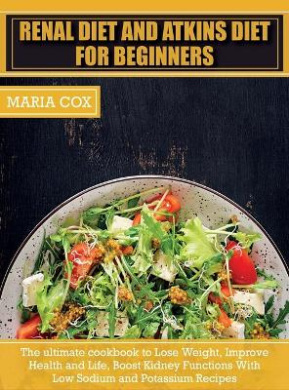 RENAL DIET AND ATKINS DIET
FOR BEGINNERS
MARIA COX
The ultimate cookbook to Lose Weight, Improve
Health and Life, Boost Kidney Functions With
Low Sodium and Potassium Recipes